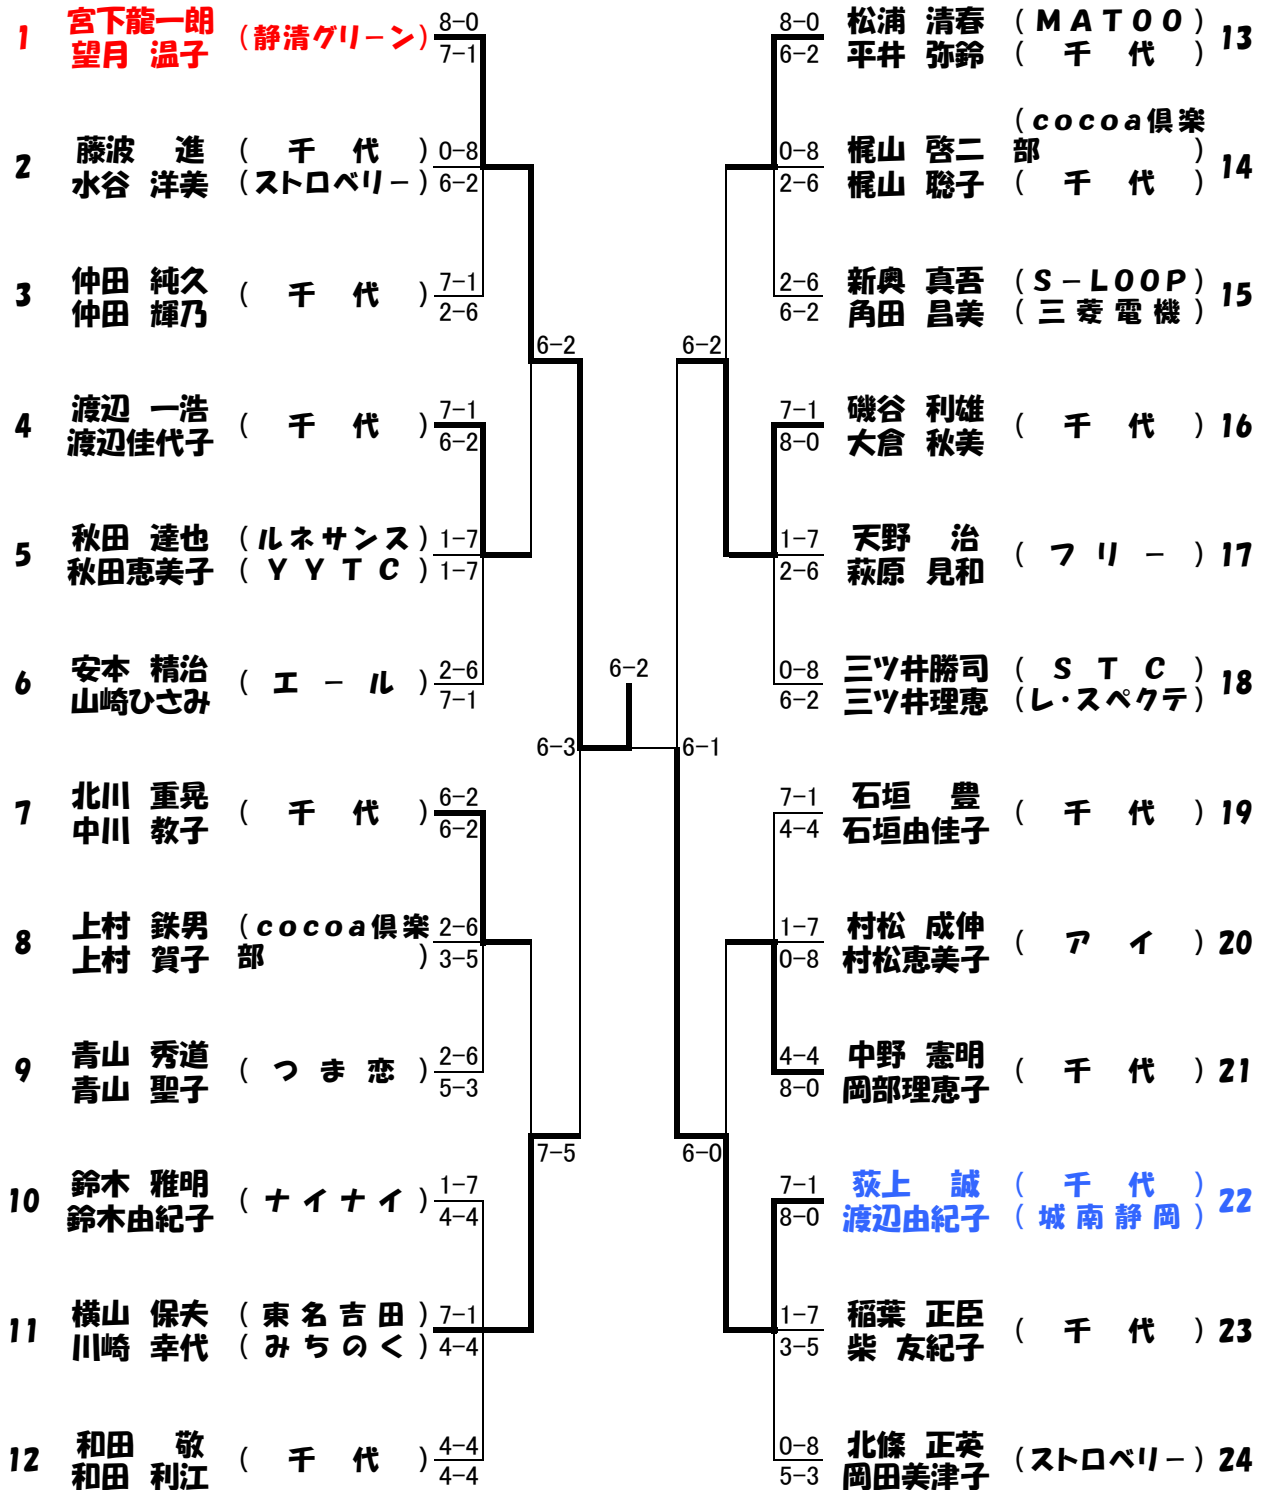 1 宮下龍一朗 (静清グリーン) 8-0
望月 温子 7-1
2 藤波 進 (千代) 0-8
水谷 洋美 (ストロベリー) 6-2
3 仲田 純久 (千代) 7-1
仲田 輝乃 2-6
6-2
4 渡辺 一浩 (千代) 7-1
渡辺佳代子 6-2
5 秋田 達也 (ルネサンス) 1-7
秋田恵美子 (YYTC) 1-7
6 安本 精治 (エール) 2-6
山崎ひさみ 7-1
6-3
7 北川 重晃 (千代) 6-2
中川 教子 6-2
8 上村 鉄男 (cocoa倶楽 2-6
上村 賀子 部) 3-5
9 青山 秀道 (つま恋) 2-6
青山 聖子 5-3
7-5
10 鈴木 雅明 (ナイナイ) 1-7
鈴木由紀子 4-4
11 横山 保夫 (東名吉田) 7-1
川崎 幸代 (みちのく) 4-4
12 和田 敬 (千代) 4-4
和田 利江 4-4
6-2
8-0 松浦 清春 (MATOO) 13
6-2 平井 弥鈴 (千代)
(cocoa倶楽
0-8 梶山 啓二 部) 14
2-6 梶山 聡子 (千代)
2-6 新奥 真吾 (S-LOOP) 15
6-2 角田 昌美 (三菱電機)
6-2
7-1 磯谷 利雄 (千代) 16
8-0 大倉 秋美
1-7 天野 治 (フリー) 17
2-6 萩原 見和
0-8 三ツ井勝司 (STC) 18
6-2 三ツ井理恵 (レ・スペクテ)
6-1
7-1 石垣 豊 (千代) 19
4-4 石垣由佳子
1-7 村松 成伸 (アイ) 20
0-8 村松恵美子
4-4 中野 憲明 (千代) 21
8-0 岡部理恵子
6-0
7-1 荻上 誠 (千代) 22
8-0 渡辺由紀子 (城南静岡)
1-7 稲葉 正臣 (千代) 23
3-5 柴 友紀子
0-8 北條 正英 (ストロベリー) 24
5-3 岡田美津子